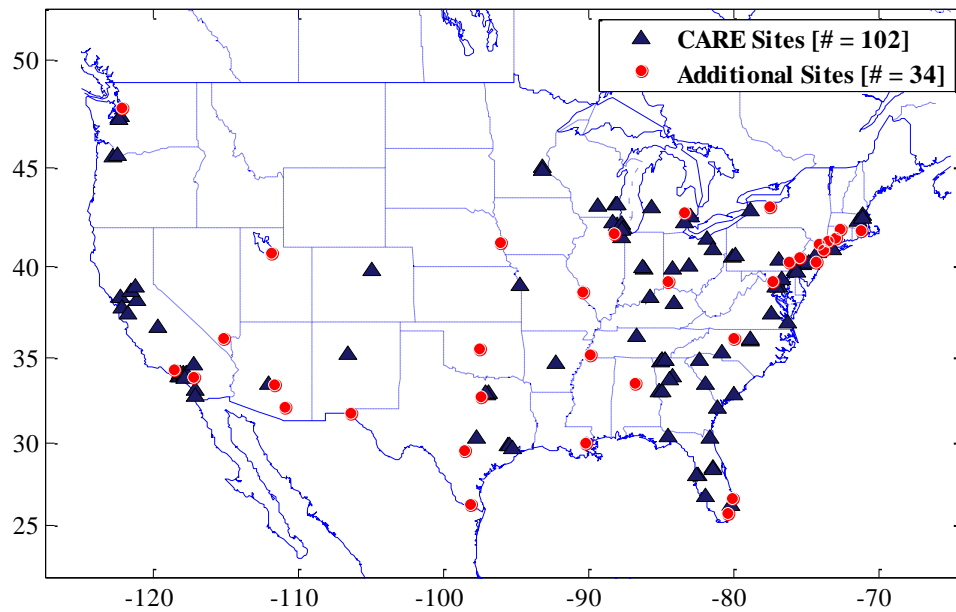 CARE Sites [# = 102]
Additional Sites [# = 34]
50
45
40
35
30
25
-120 -110 -100 -90 -80 -70